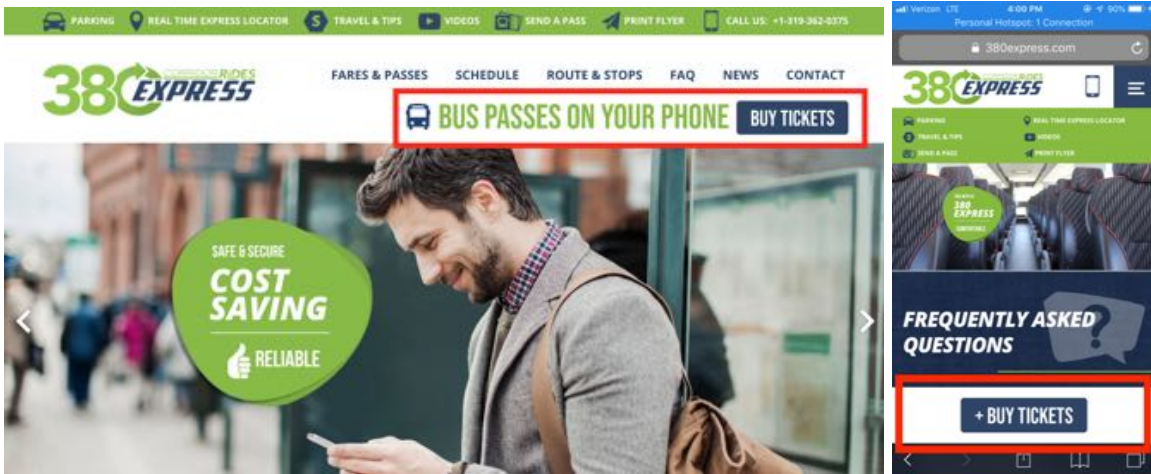 PARKING REAL TIME EXPRESS LOCATOR TRAVEL & TIPS VIDEOS SEND A PASS PRINT FLYER CALL US: +1-319-362-0375
380 EXPRESS RIDES
FARES & PASSES SCHEDULE ROUTE & STOPS FAQ NEWS CONTACT
BUS PASSES ON YOUR PHONE BUY TICKETS
SAFE & SECURE
COST
SAVING
RELIABLE
Verizon LTE 4:00 PM 90%
Personal Hotspot: 1 Connection
380express.com
380 EXPRESS RIDES
PARKING REAL TIME EXPRESS LOCATOR
TRAVEL & TIPS VIDEOS
SEND A PASS PRINT FLYER
380
EXPRESS
COMFORTABLE
FREQUENTLY ASKED
QUESTIONS
+ BUY TICKETS